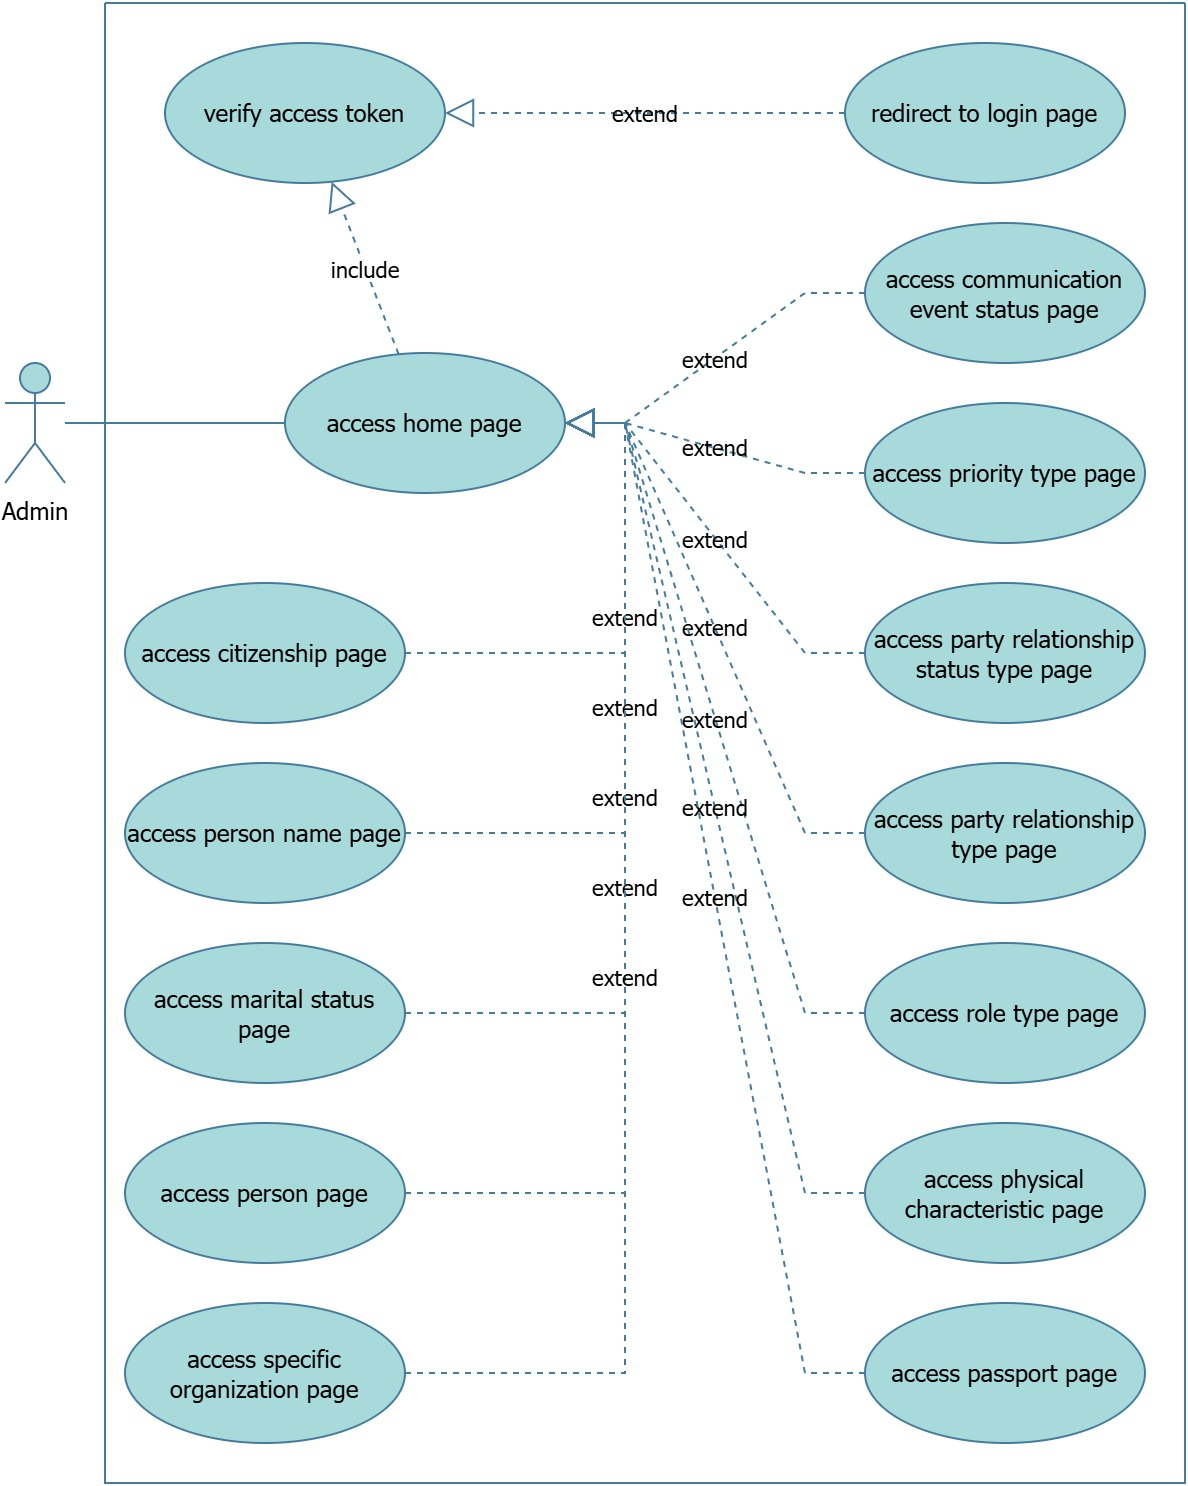 verify access token
extend
redirect to login page
include
access communication
event status page
extend
access home page
extend
access priority type page
Admin
extend
access citizenship page
extend
extend
access party relationship
status type page
extend
extend
access person name page
extend
extend
access party relationship
type page
extend
extend
access marital status
page
extend
access role type page
access person page
access physical
characteristic page
access specific
organization page
access passport page